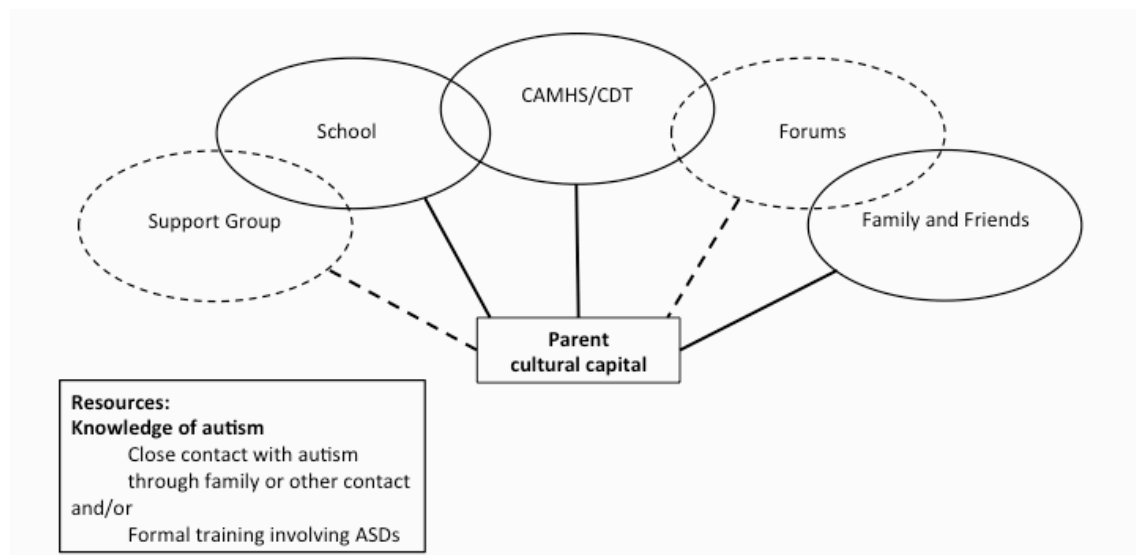 CAMHS/CDT
School
Forums
Support Group
Family and Friends
Parent
cultural capital
Resources:
Knowledge of autism
Close contact with autism
through family or other contact
and/or
Formal training involving ASDs